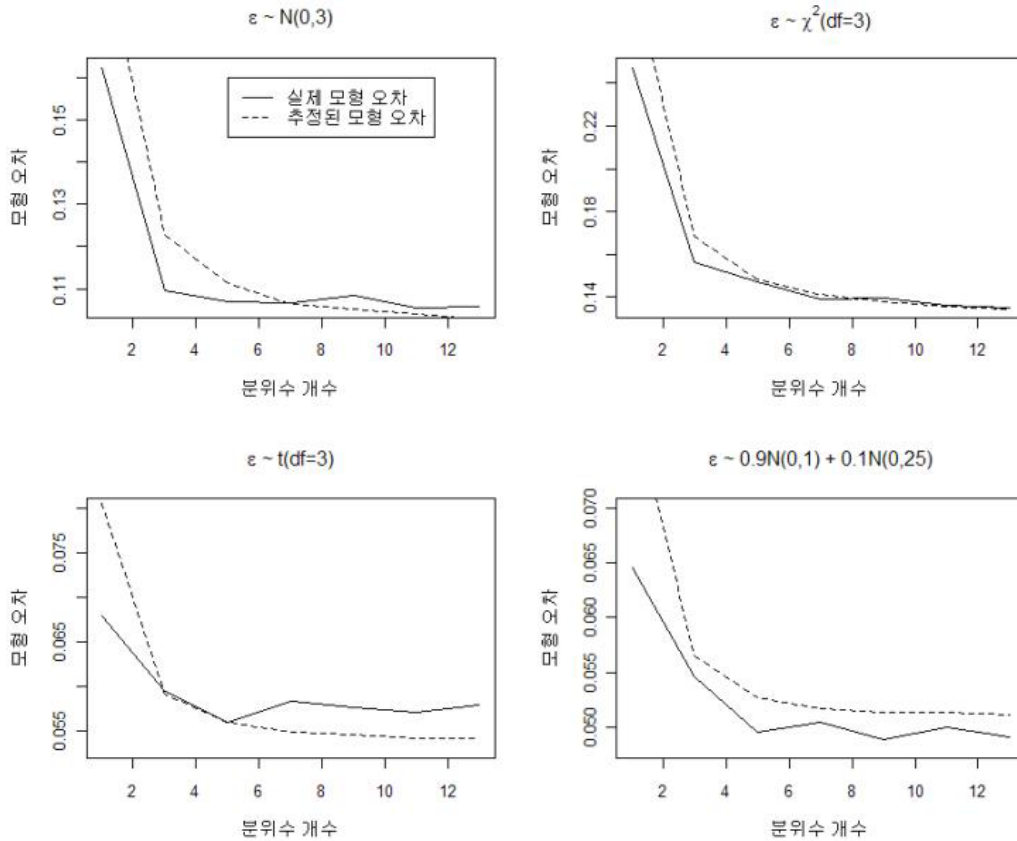 ε ~ N(0,3)
모형 오차
0.15
0.13
0.11
실제 모형 오차
추정된 모형 오차
2 4 6 8 10 12
분위수 개수
ε ~ χ²(df=3)
모형 오차
0.22
0.18
0.14
2 4 6 8 10 12
분위수 개수
ε ~ t(df=3)
모형 오차
0.075
0.065
0.055
2 4 6 8 10 12
분위수 개수
ε ~ 0.9N(0,1) + 0.1N(0,25)
모형 오차
0.070
0.065
0.060
0.055
0.050
2 4 6 8 10 12
분위수 개수